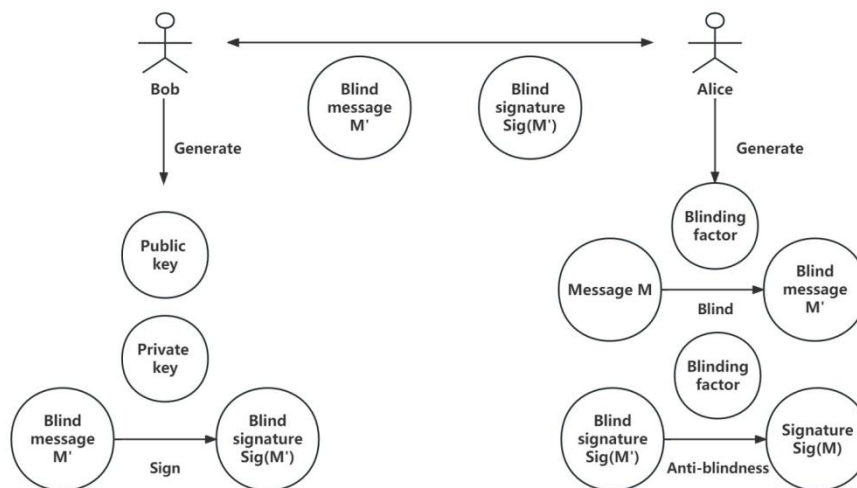 Bob
Blind
message
M'
Blind
signature
Sig(M')
Alice
Generate
Generate
Public
key
Blinding
factor
Message M
Blind
Blind
message
M'
Private
key
Blinding
factor
Blind
message
M'
Sign
Blind
signature
Sig(M')
Blind
signature
Sig(M')
Anti-blindness
Signature
Sig(M)